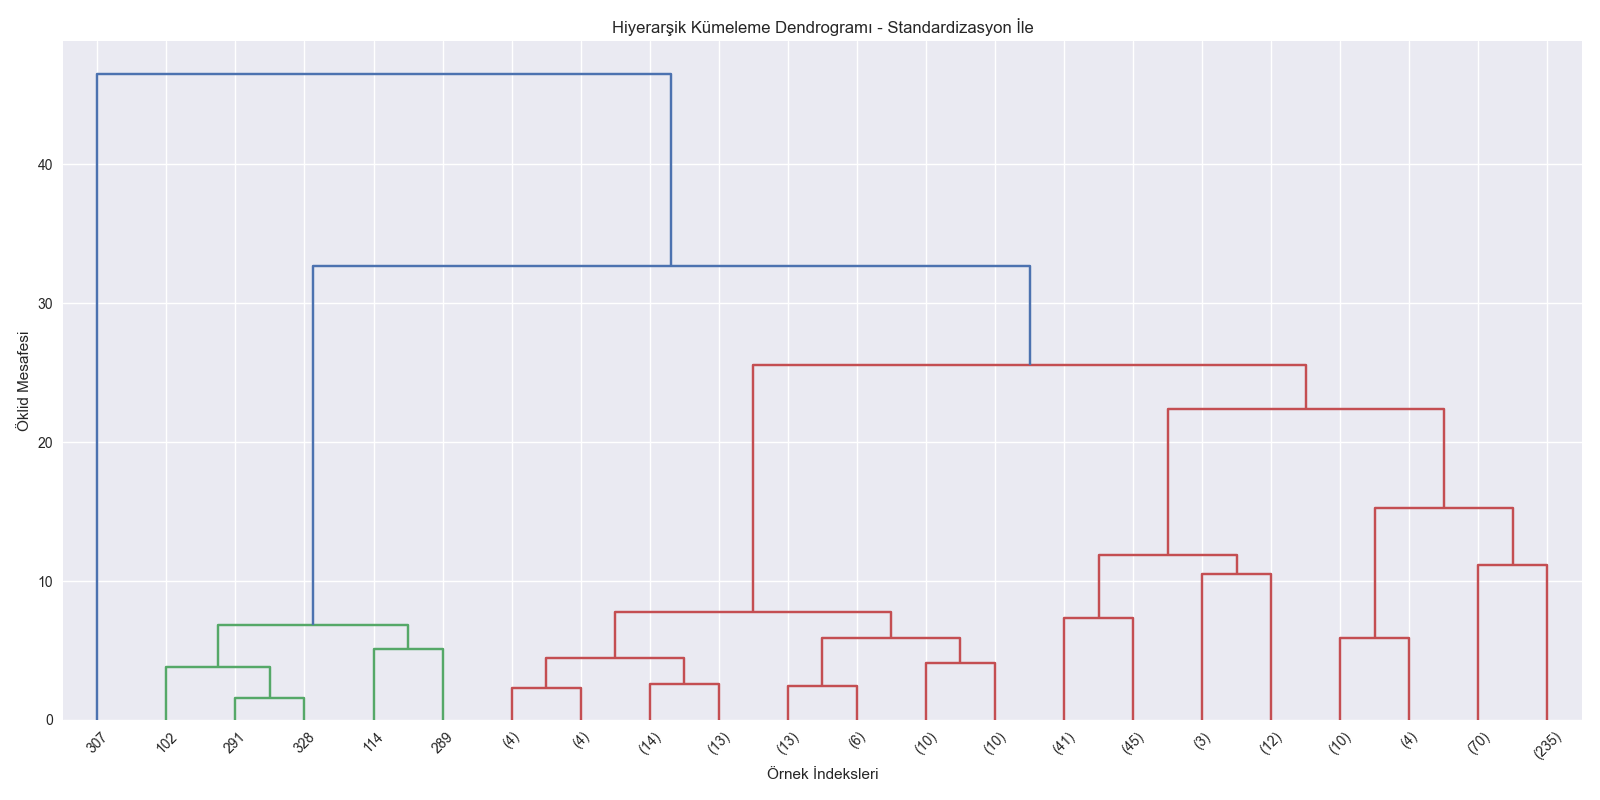 Hiyerarşik Kümeleme Dendrogramı - Standardizasyon İle
Öklid Mesafesi
40
30
20
10
0
307 102 291 328 114 289 (4) (4) (14) (13) (13) (6) (10) (10) (41) (45) (3) (12) (10) (4) (70) (235)
Örnek İndeksleri